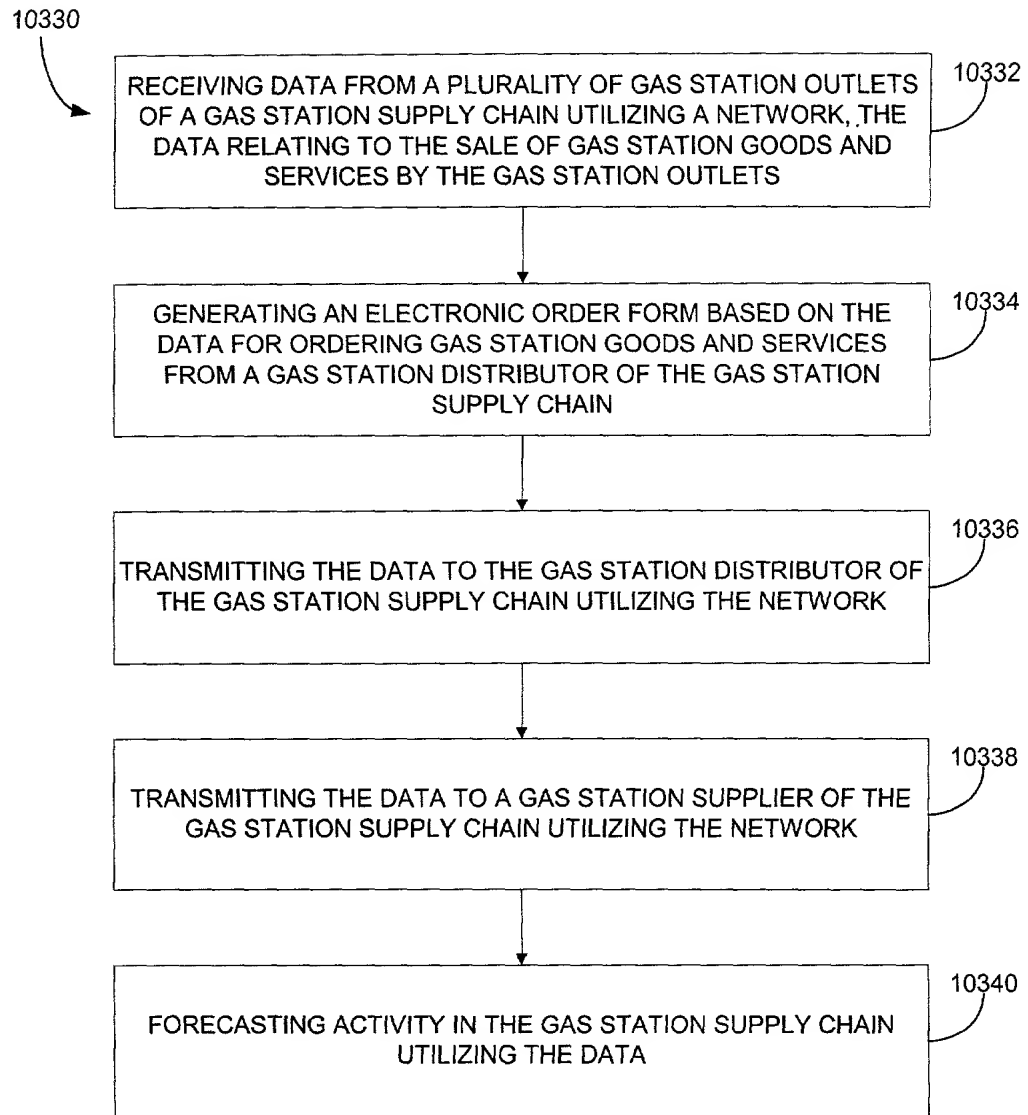 10330
RECEIVING DATA FROM A PLURALITY OF GAS STATION OUTLETS
OF A GAS STATION SUPPLY CHAIN UTILIZING A NETWORK, THE
DATA RELATING TO THE SALE OF GAS STATION GOODS AND
SERVICES BY THE GAS STATION OUTLETS
10332
GENERATING AN ELECTRONIC ORDER FORM BASED ON THE
DATA FOR ORDERING GAS STATION GOODS AND SERVICES
FROM A GAS STATION DISTRIBUTOR OF THE GAS STATION
SUPPLY CHAIN
10334
TRANSMITTING THE DATA TO THE GAS STATION DISTRIBUTOR OF
THE GAS STATION SUPPLY CHAIN UTILIZING THE NETWORK
10336
TRANSMITTING THE DATA TO A GAS STATION SUPPLIER OF THE
GAS STATION SUPPLY CHAIN UTILIZING THE NETWORK
10338
FORECASTING ACTIVITY IN THE GAS STATION SUPPLY CHAIN
UTILIZING THE DATA
10340